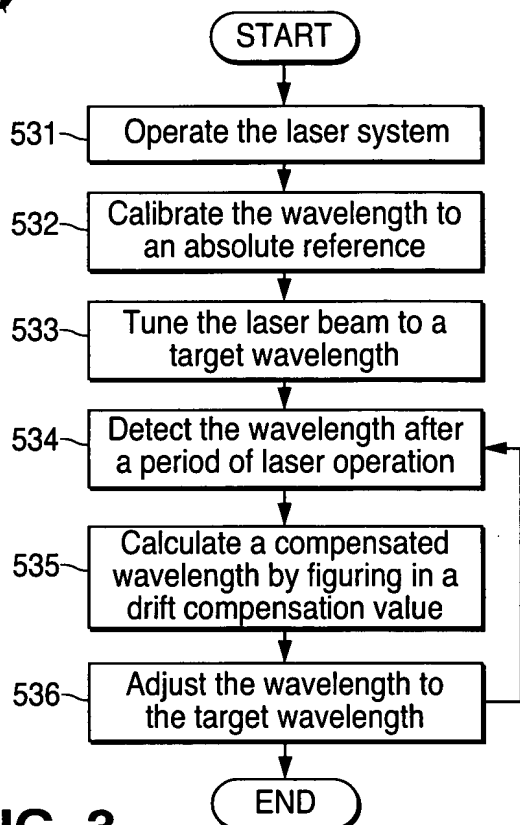 START
531
Operate the laser system
532
Calibrate the wavelength to
an absolute reference
533
Tune the laser beam to a
target wavelength
534
Detect the wavelength after
a period of laser operation
535
Calculate a compensated
wavelength by figuring in a
drift compensation value
536
Adjust the wavelength to
the target wavelength
END